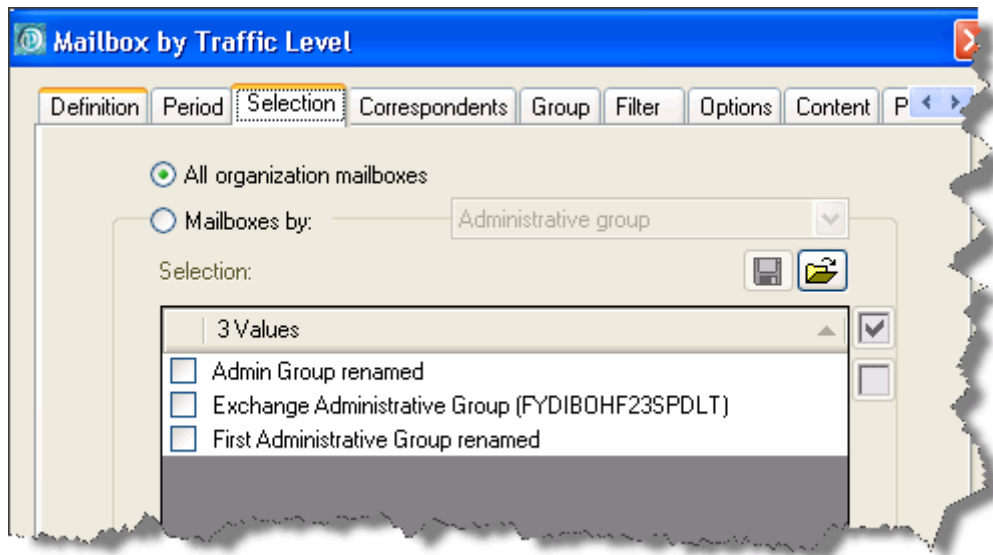 Mailbox by Traffic Level
Definition Period Selection Correspondents Group Filter Options Content P
All organization mailboxes
Mailboxes by: Administrative group
Selection:
3 Values
Admin Group renamed
Exchange Administrative Group (FYDIBOHF23SPDLT)
First Administrative Group renamed